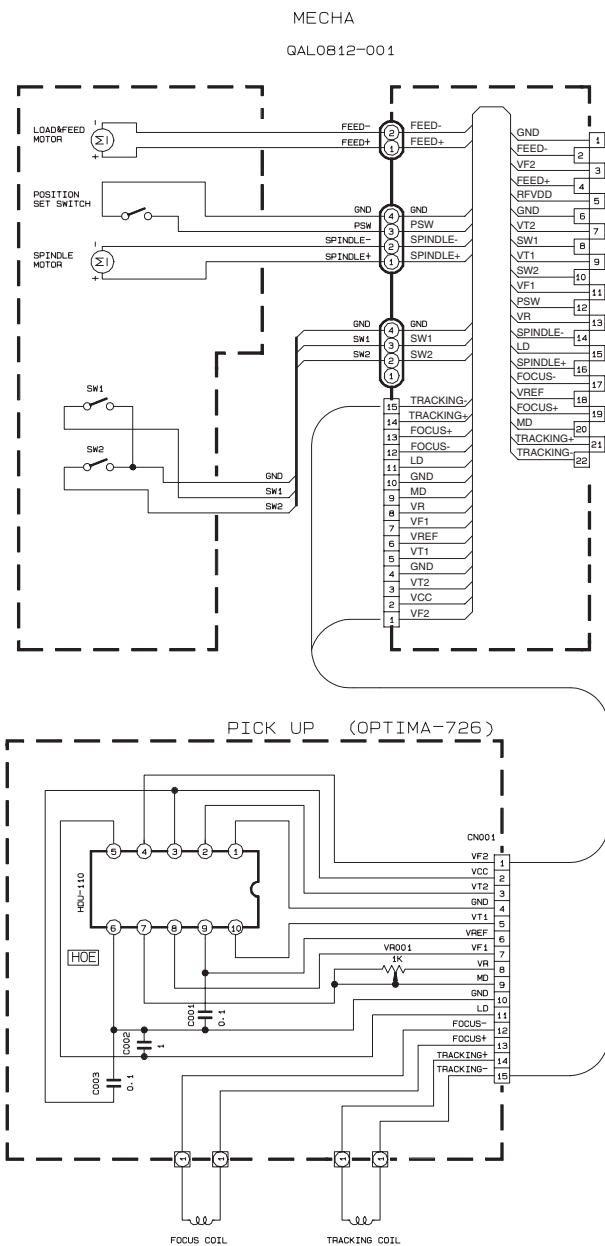 MECHA
QAL0812-001
LOAD&FEED
MOTOR
-
M
+
FEED- 2 FEED-
FEED+ 1 FEED+
POSITION
SET SWITCH
GND 4 GND
PSW 3 PSW
SPINDLE- 2 SPINDLE-
SPINDLE+ 1 SPINDLE+
SPINDLE
MOTOR
-
M
+
GND 4 GND
SW1 3 SW1
SW2 2 SW2
1
SW1
SW2
GND
SW1
SW2
15 TRACKING-
14 TRACKING+
13 FOCUS+
12 FOCUS-
11 LD
10 GND
9 MD
8 VR
7 VF1
6 VREF
5 VT1
4 GND
3 VT2
2 VCC
1 VF2
GND 1
FEED- 2
VF2 3
FEED+ 4
RFVDD 5
GND 6
VT2 7
SW1 8
VT1 9
SW2 10
VF1 11
PSW 12
VR 13
SPINDLE- 14
LD 15
SPINDLE+ 16
FOCUS- 17
VREF 18
FOCUS+ 19
MD 20
TRACKING+ 21
TRACKING- 22
PICK UP (OPTIMA-726)
CN001
5 4 3 2 1
HDU-110
6 7 8 9 10
HOE
VF2 1
VCC 2
VT2 3
GND 4
VT1 5
VREF 6
VF1 7
VR 8
MD 9
GND 10
LD 11
FOCUS- 12
FOCUS+ 13
TRACKING+ 14
TRACKING- 15
VR001
1K
C001
0.1
C002
1
C003
0.1
1 1 1 1
FOCUS COIL
TRACKING COIL